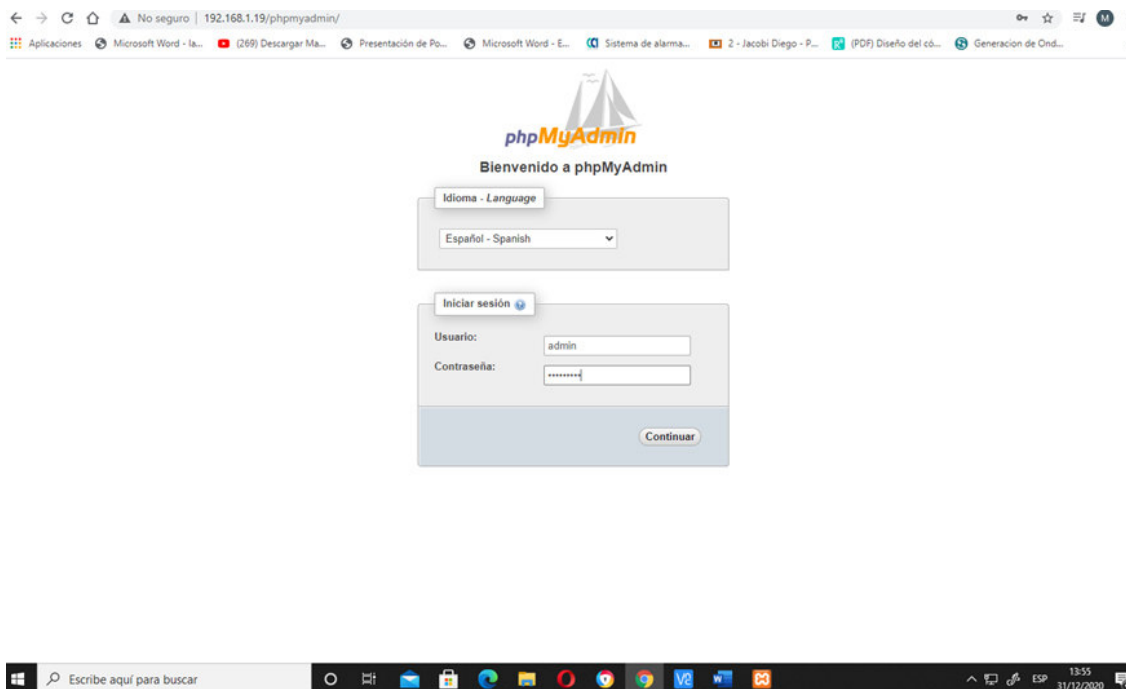 No seguro | 192.168.1.19/phpmyadmin/
M
Aplicaciones Microsoft Word - la... (269) Descargar Ma... Presentación de Po... Microsoft Word - E... Sistema de alarma... 2 - Jacobi Diego - P... (PDF) Diseño del có... Generacion de Ond...
phpMyAdmin
Bienvenido a phpMyAdmin
Idioma - Language
Español - Spanish
Iniciar sesión
Usuario: admin
Contraseña: •••••••••
Continuar
Escribe aquí para buscar
ESP
13:55
31/12/2020